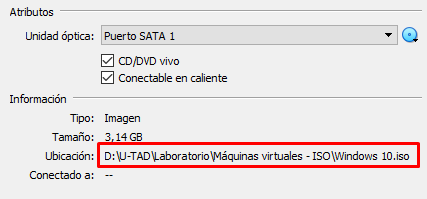 Atributos
Unidad óptica: Puerto SATA 1
CD/DVD vivo
Conectable en caliente
Información
Tipo: Imagen
Tamaño: 3,14 GB
Ubicación: D:\U-TAD\Laboratorio\Máquinas virtuales - ISO\Windows 10.iso
Conectado a: --